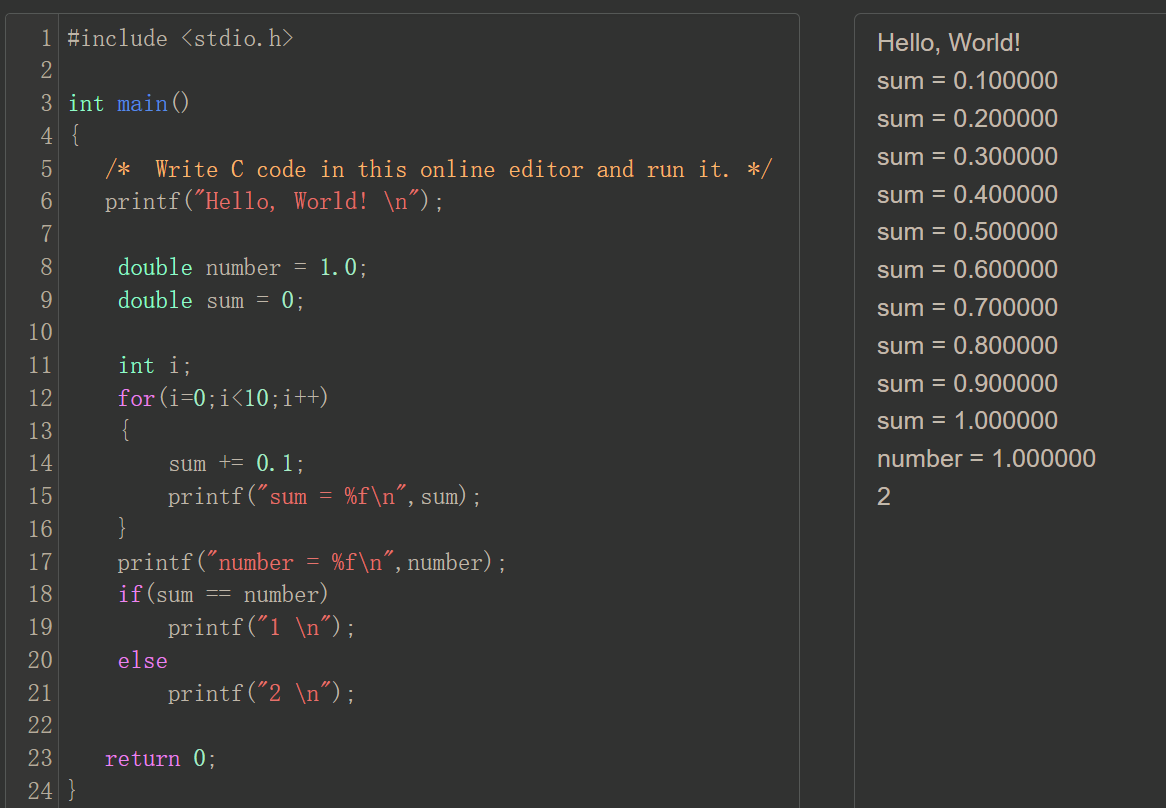 1 #include <stdio.h>
2
3 int main()
4 {
5 /*  Write C code in this online editor and run it. */
6 printf("Hello, World! \n");
7
8 double number = 1.0;
9 double sum = 0;
10
11 int i;
12 for(i=0;i<10;i++)
13 {
14 sum += 0.1;
15 printf("sum = %f\n",sum);
16 }
17 printf("number = %f\n",number);
18 if(sum == number)
19 printf("1 \n");
20 else
21 printf("2 \n");
22
23 return 0;
24 }
Hello, World!
sum = 0.100000
sum = 0.200000
sum = 0.300000
sum = 0.400000
sum = 0.500000
sum = 0.600000
sum = 0.700000
sum = 0.800000
sum = 0.900000
sum = 1.000000
number = 1.000000
2